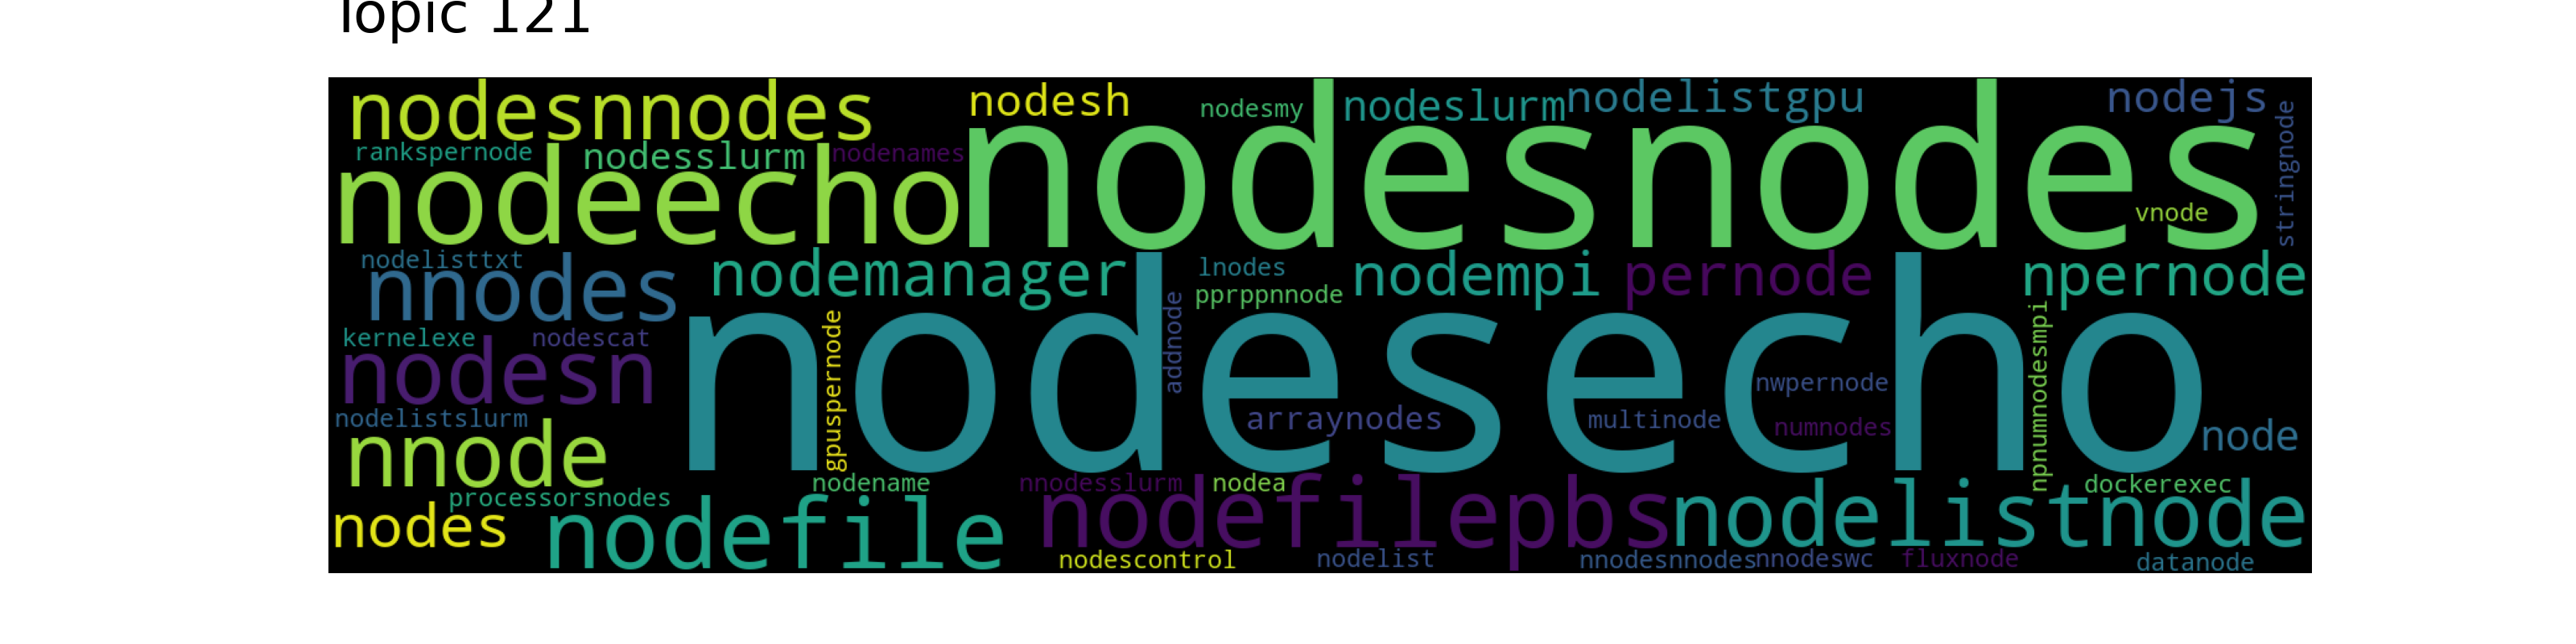 Topic 121
nodesnnodes nodesh nodesmy nodeslurm nodelistgpu nodejs
rankspernode nodesslurm nodenames nodesnodes stringnode
nodeecho vnode
nodelisttxt nnodes nodemanager lnodes nodempi pernode npernode
pprppnnode addnode
kernelexe nodescat nodesecho gpuspernode npnumnodesmpi
nodesn nwpernode
nodelistslurm arraynodes multinode numnodes node
nnode
processorsnodes nodename nnodesslurm nodea dockerexec
nodes nodefile nodefilepbs nodelistnode
nodescontrol nodelist nnodesnnodes nnodeswc fluxnode datanode